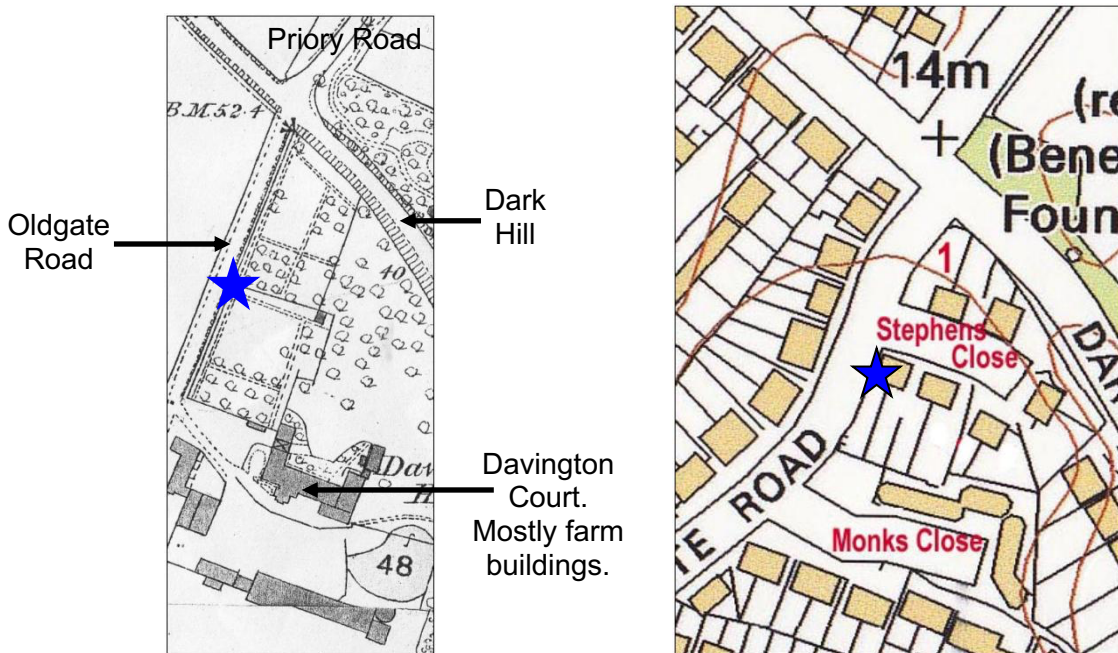 Priory Road
B.M. 52.4
Oldgate
Road
Dark
Hill
40
Davington
Court.
Mostly farm
buildings.
48
14m
(Bene
Foun
1
Stephens
Close
ROAD
Monks Close